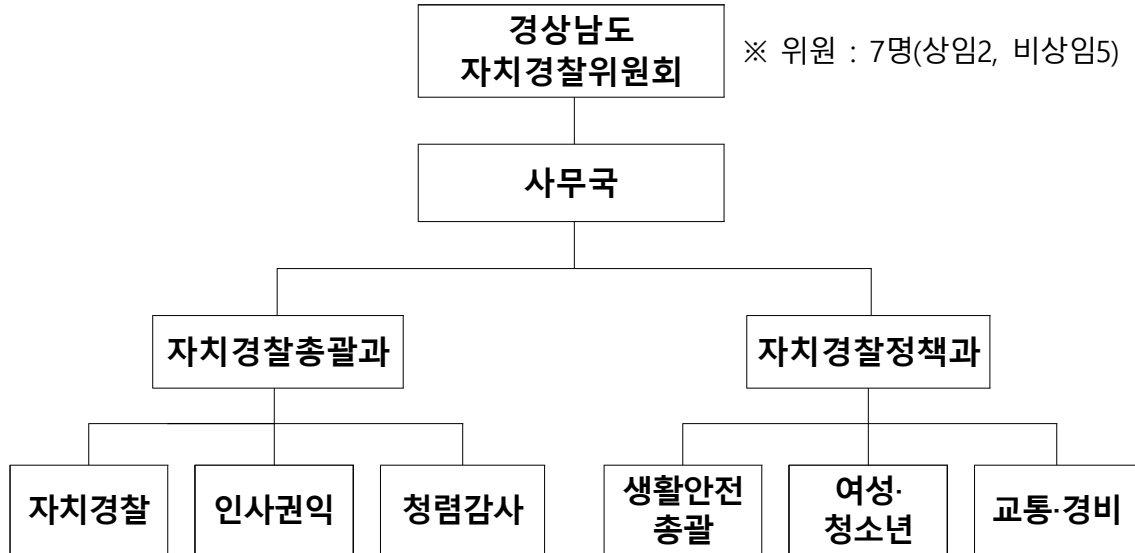 경상남도
자치경찰위원회
※ 위원 : 7명(상임2, 비상임5)
사무국
자치경찰총괄과
자치경찰정책과
자치경찰
인사권익
청렴감사
생활안전
총괄
여성·
청소년
교통·경비